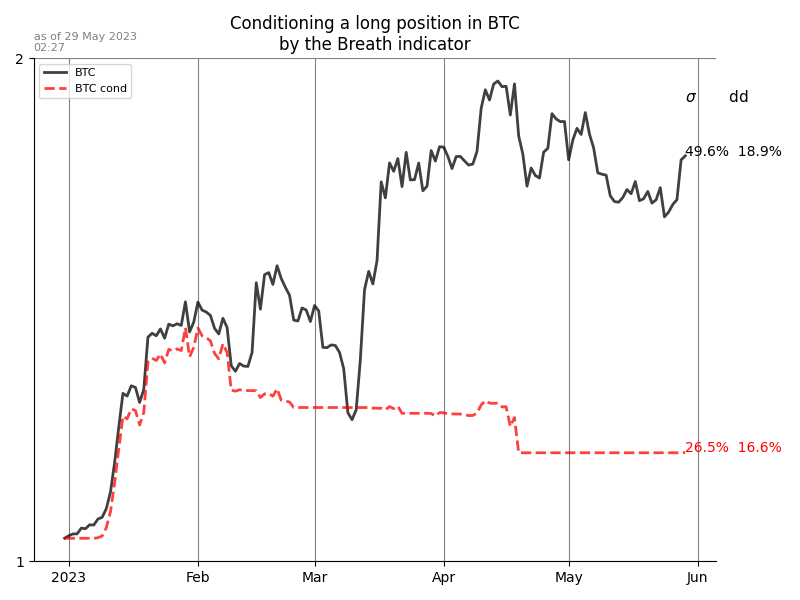 Conditioning a long position in BTC
by the Breath indicator
as of 29 May 2023
02:27
2
BTC
BTC cond
σ dd
49.6% 18.9%
26.5% 16.6%
1
2023 Feb Mar Apr May Jun